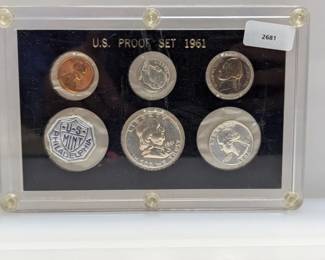 U.S. PROOF SET 1961
2681
U·S
MINT
PHILADELPHIA